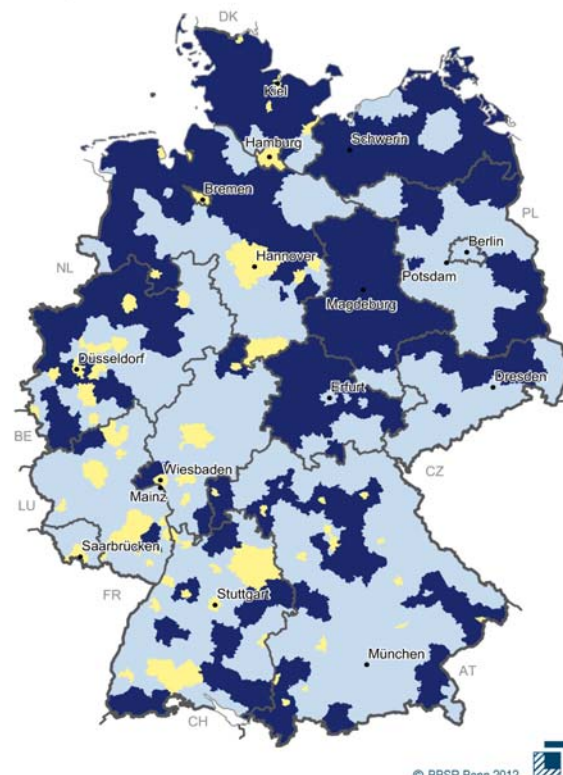 DK
Kiel
Schwerin
Hamburg
Bremen
PL
Berlin
Hannover
Potsdam
NL
Magdeburg
Düsseldorf
Erfurt
Dresden
BE
Wiesbaden
CZ
Mainz
LU
Saarbrücken
FR
Stuttgart
München
AT
CH
© BBSR Bonn 2012